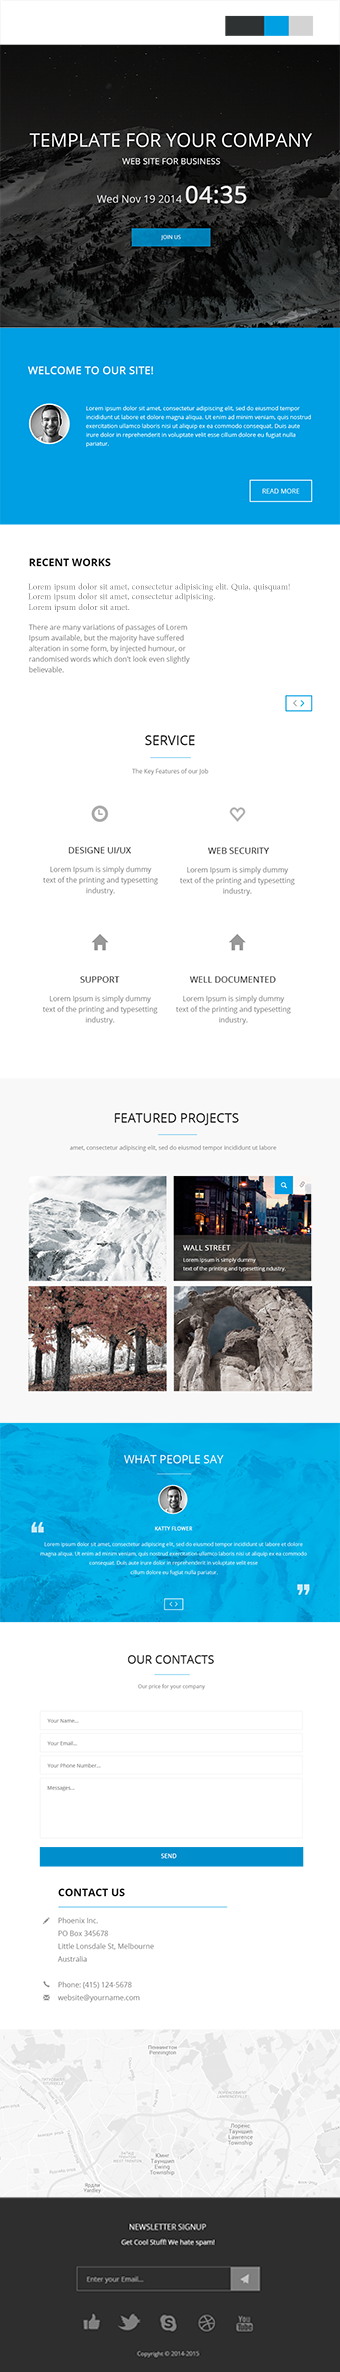 TEMPLATE FOR YOUR COMPANY
WEB SITE FOR BUSINESS
Wed Nov 19 2014 04:35
JOIN US
WELCOME TO OUR SITE!
Lorem ipsum dolor sit amet, consectetur adipiscing elit, sed do eiusmod tempor
incididunt ut labore et dolore magna aliqua. Ut enim ad minim veniam, quis nostrud
exercitation ullamco laboris nisi ut aliquip ex ea commodo consequat. Duis aute
irure dolor in reprehenderit in voluptate velit esse cillum dolore eu fugiat nulla
pariatur.
READ MORE
RECENT WORKS
Lorem ipsum dolor sit amet, consectetur adipisicing elit. Quia, quisquam!
Lorem ipsum dolor sit amet, consectetur adipisicing.
Lorem ipsum dolor sit amet.
There are many variations of passages of Lorem
Ipsum available, but the majority have suffered
alteration in some form, by injected humour, or
randomised words which don't look even slightly
believable.
SERVICE
The Key Features of our Job
DESIGNE UI/UX
Lorem Ipsum is simply dummy
text of the printing and typesetting
industry.
WEB SECURITY
Lorem Ipsum is simply dummy
text of the printing and typesetting
industry.
SUPPORT
Lorem Ipsum is simply dummy
text of the printing and typesetting
industry.
WELL DOCUMENTED
Lorem Ipsum is simply dummy
text of the printing and typesetting
industry.
FEATURED PROJECTS
amet, consectetur adipiscing elit, sed do eiusmod tempor incididunt ut labore
WALL STREET
Lorem ipsum is simply dummy
text of the printing and typesetting industry.
WHAT PEOPLE SAY
KATTY FLOWER
Lorem ipsum dolor sit amet, consectetur adipiscing elit, sed do eiusmod tempor incididunt ut labore et dolore
magna aliqua. Ut enim ad minim veniam, quis nostrud exercitation ullamco laboris nisi ut aliquip ex ea commodo
consequat. Duis aute irure dolor in reprehenderit in voluptate velit esse
cillum dolore eu fugiat nulla pariatur.
OUR CONTACTS
Our price for your company
Your Name...
Your Email...
Your Phone Number...
Messages...
SEND
CONTACT US
Phoenix Inc.
PO Box 345678
Little Lonsdale St, Melbourne
Australia
Phone: (415) 124-5678
website@yourname.com
Пеннингтон
Pennington
Лоренс
Тауншип
Lawrence
Township
Юинг
Тауншип
Ewing
Township
Ярдли
Yardley
NEWSLETTER SIGNUP
Get Cool Stuff! We hate spam!
Enter your Email...
You
Tube
Copyright © 2014-2015